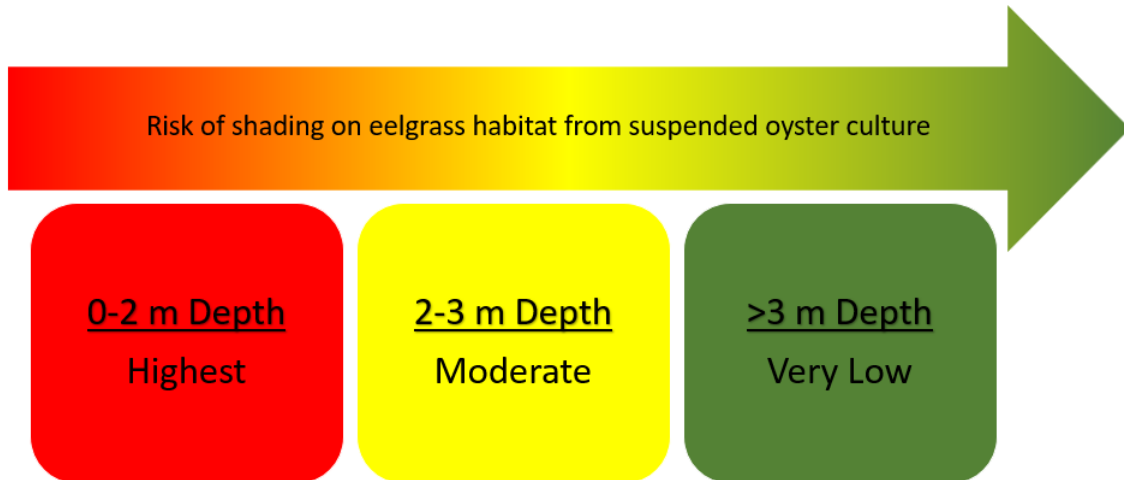 Risk of shading on eelgrass habitat from suspended oyster culture
0-2 m Depth
Highest
2-3 m Depth
Moderate
>3 m Depth
Very Low